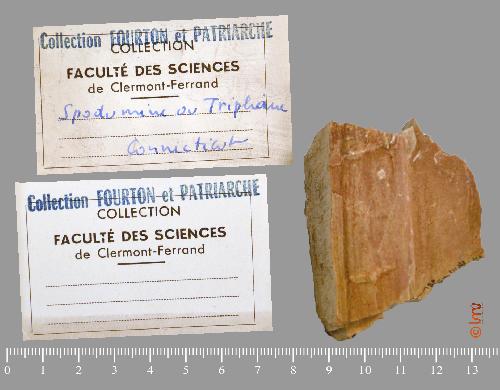 Collection FOURTON et PATRIARCHE
COLLECTION
FACULTÉ DES SCIENCES
de Clermont-Ferrand
Spodumène ou Triphane
Connecticut
Collection FOURTON et PATRIARCHE
COLLECTION
FACULTÉ DES SCIENCES
de Clermont-Ferrand
0 1 2 3 4 5 6 7 8 9 10 11 12 13